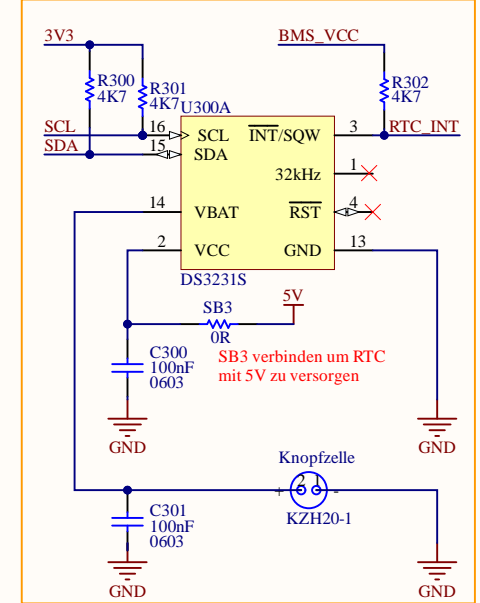 3V3
BMS_VCC
R300
4K7
R301
4K7
R302
4K7
U300A
SCL
16
SCL
INT/SQW
3
RTC_INT
SDA
15
SDA
32kHz
1
14
VBAT
RST
4
2
VCC
GND
13
DS3231S
SB3
0R
5V
SB3 verbinden um RTC
mit 5V zu versorgen
C300
100nF
0603
GND
GND
Knopfzelle
+
2
1
-
KZH20-1
C301
100nF
0603
GND
GND